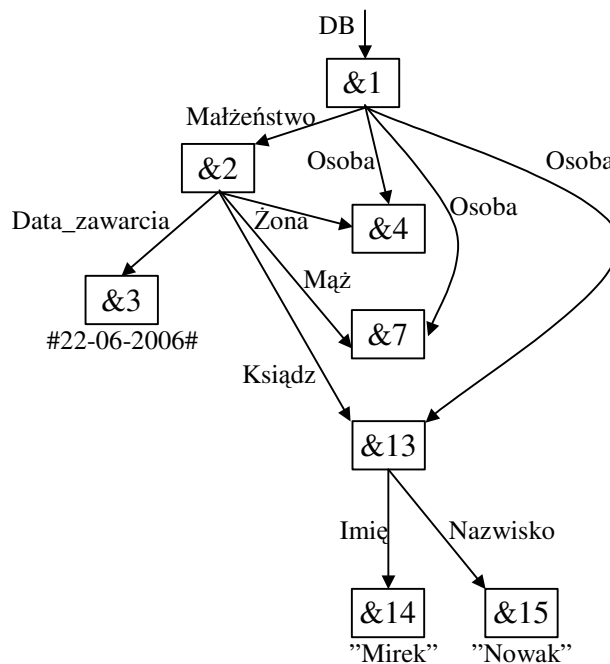 DB
&1
Małżeństwo
Osoba
Osoba
&2
Osoba
Data_zawarcia
Żona
&4
&3
Mąż
&7
#22-06-2006#
Ksiądz
&13
Imię
Nazwisko
&14
&15
”Mirek”
”Nowak”